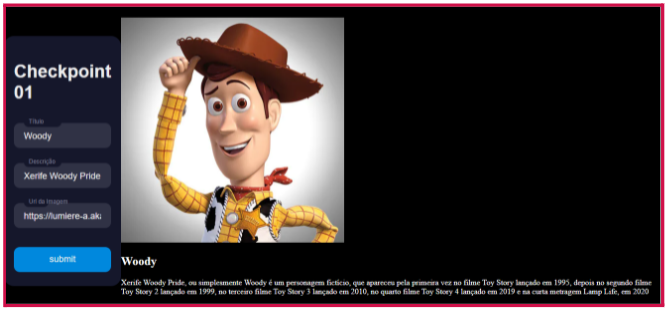 Checkpoint
01
Título
Woody
Descrição
Xerife Woody Pride
Url da Imagem
https://lumiere-a.aka
submit
Woody
Xerife Woody Pride, ou simplesmente Woody é um personagem fictício, que apareceu pela primeira vez no filme Toy Story lançado em 1995, depois no segundo filme
Toy Story 2 lançado em 1999, no terceiro filme Toy Story 3 lançado em 2010, no quarto filme Toy Story 4 lançado em 2019 e na curta metragem Lamp Life, em 2020